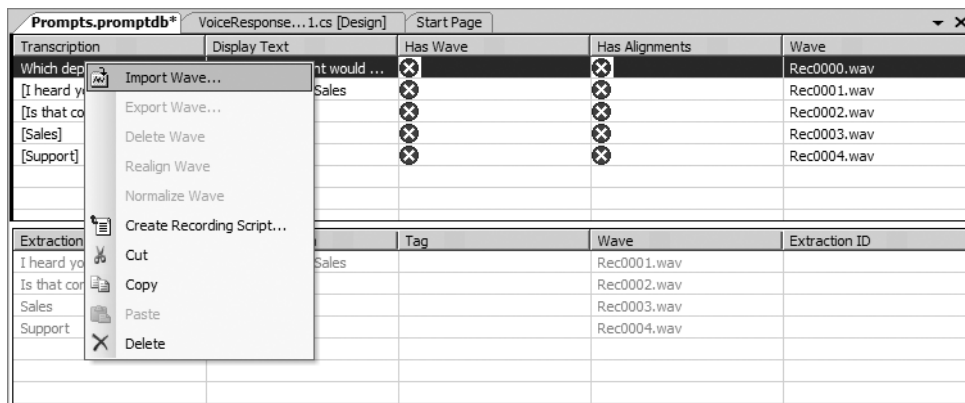 Prompts.promptdb* VoiceResponse...1.cs [Design] Start Page
Transcription Display Text Has Wave Has Alignments Wave
Which dep nt would ... Rec0000.wav
[I heard yo Sales Rec0001.wav
[Is that co Rec0002.wav
[Sales] Rec0003.wav
[Support] Rec0004.wav
Import Wave...
Export Wave...
Delete Wave
Realign Wave
Normalize Wave
Create Recording Script...
Cut
Copy
Paste
Delete
Extraction Tag Wave Extraction ID
I heard yo Sales Rec0001.wav
Is that cor Rec0002.wav
Sales Rec0003.wav
Support Rec0004.wav